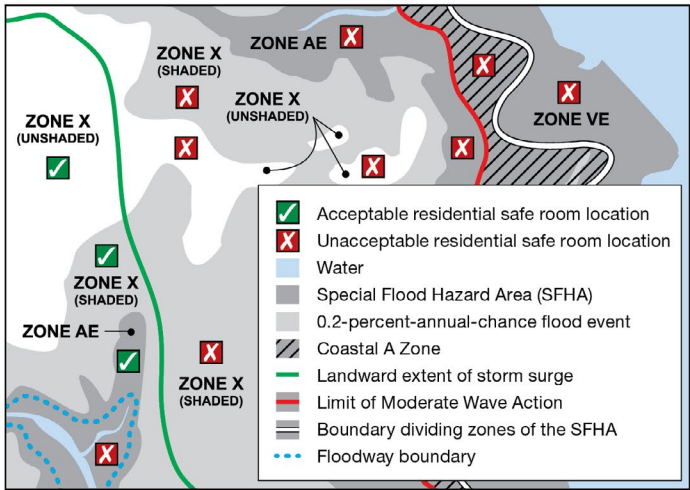 ZONE AE
ZONE X
(SHADED)
ZONE X
(UNSHADED)
ZONE X
(UNSHADED)
ZONE VE
ZONE X
(SHADED)
ZONE AE
ZONE X
(SHADED)
Acceptable residential safe room location
Unacceptable residential safe room location
Water
Special Flood Hazard Area (SFHA)
0.2-percent-annual-chance flood event
Coastal A Zone
Landward extent of storm surge
Limit of Moderate Wave Action
Boundary dividing zones of the SFHA
Floodway boundary